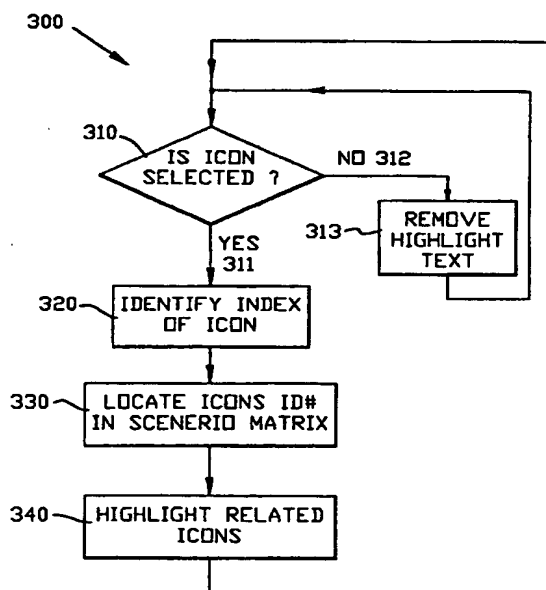 300
310
IS ICON
SELECTED ?
NO 312
YES
311
313
REMOVE
HIGHLIGHT
TEXT
320
IDENTIFY INDEX
OF ICON
330
LOCATE ICONS ID#
IN SCENERIO MATRIX
340
HIGHLIGHT RELATED
ICONS